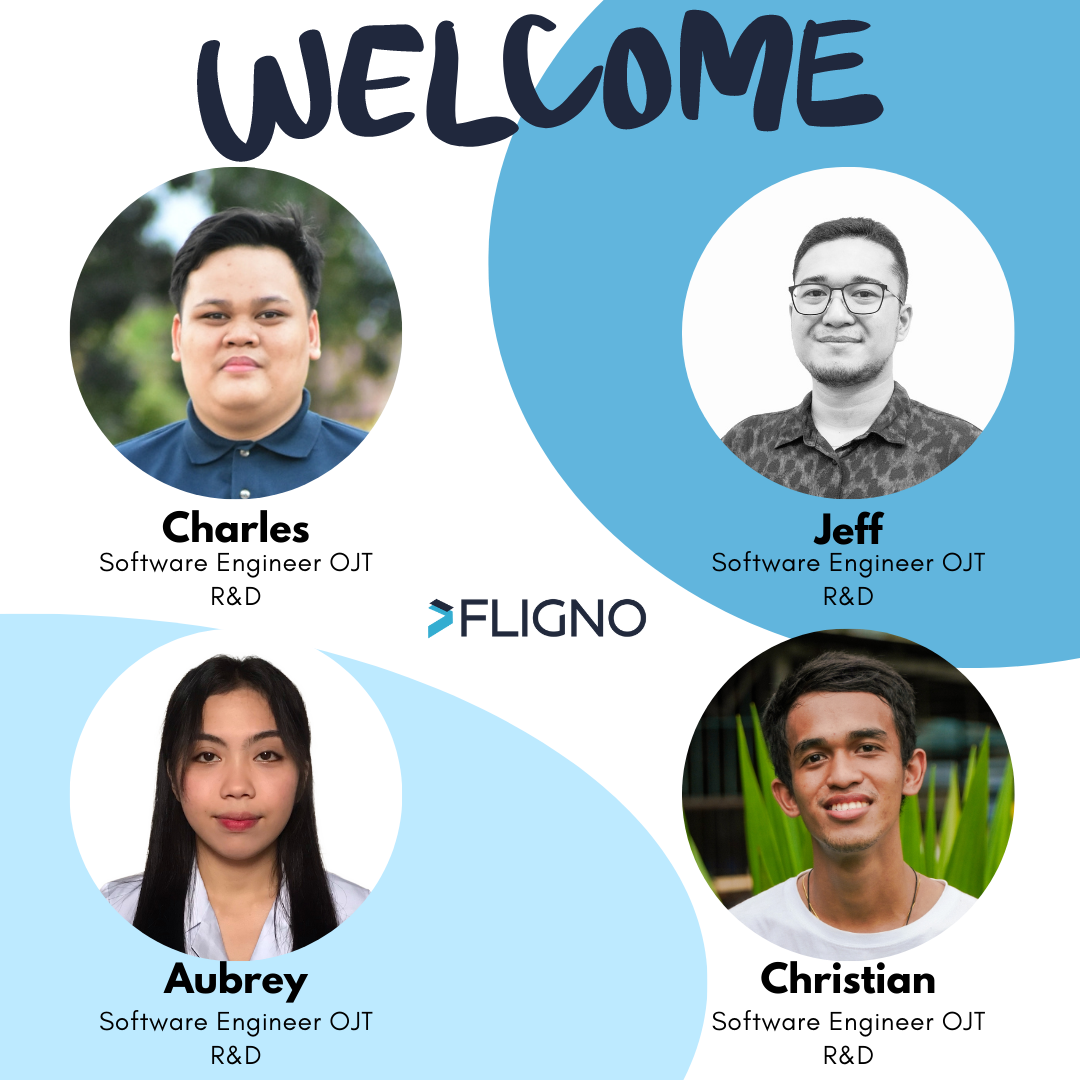 WELCOME
Charles
Software Engineer OJT
R&D
Jeff
Software Engineer OJT
R&D
FLIGNO
Aubrey
Software Engineer OJT
R&D
Christian
Software Engineer OJT
R&D